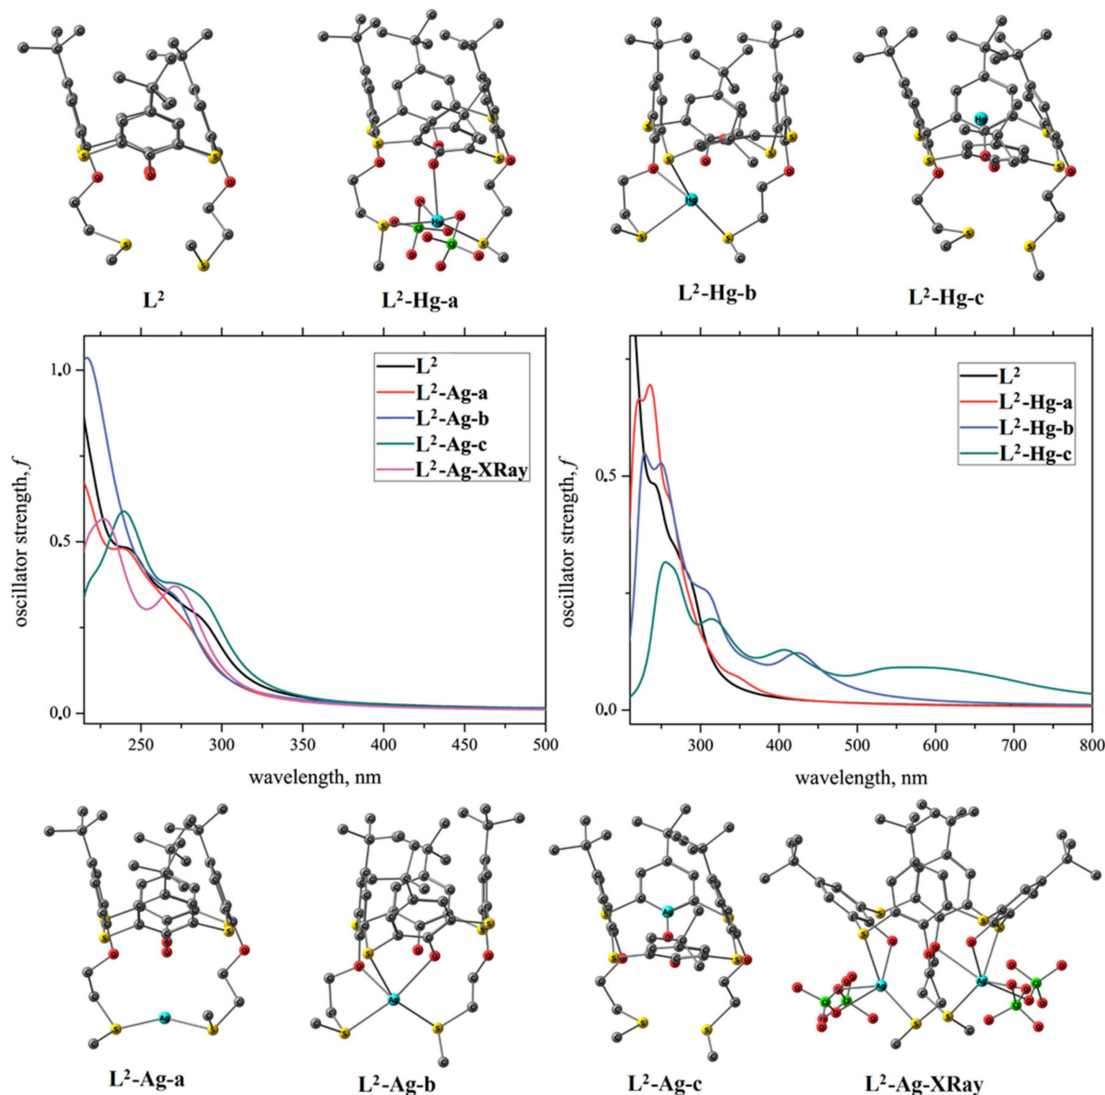 L² L²-Hg-a L²-Hg-b L²-Hg-c
1.0
0.5
0.0
oscillator strength, f
L²
L²-Ag-a
L²-Ag-b
L²-Ag-c
L²-Ag-XRay
250 300 350 400 450 500
wavelength, nm
0.5
0.0
oscillator strength, f
L²
L²-Hg-a
L²-Hg-b
L²-Hg-c
300 400 500 600 700 800
wavelength, nm
L²-Ag-a L²-Ag-b L²-Ag-c L²-Ag-XRay